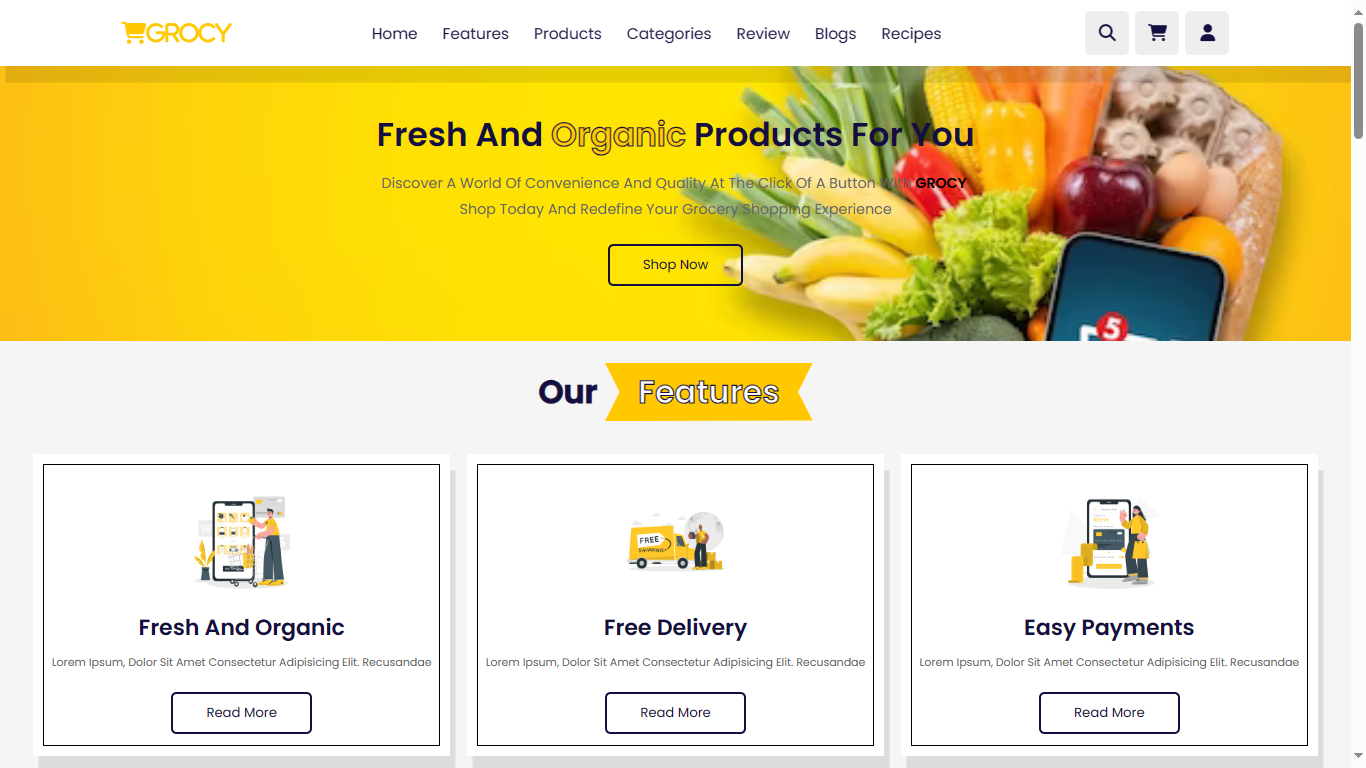 GROCY
Home Features Products Categories Review Blogs Recipes
Fresh And Organic Products For You
Discover A World Of Convenience And Quality At The Click Of A Button With GROCY
Shop Today And Redefine Your Grocery Shopping Experience
Shop Now
5
Our Features
FREE
SHIPPING
Fresh And Organic
Free Delivery
Easy Payments
Lorem Ipsum, Dolor Sit Amet Consectetur Adipisicing Elit. Recusandae
Lorem Ipsum, Dolor Sit Amet Consectetur Adipisicing Elit. Recusandae
Lorem Ipsum, Dolor Sit Amet Consectetur Adipisicing Elit. Recusandae
Read More
Read More
Read More